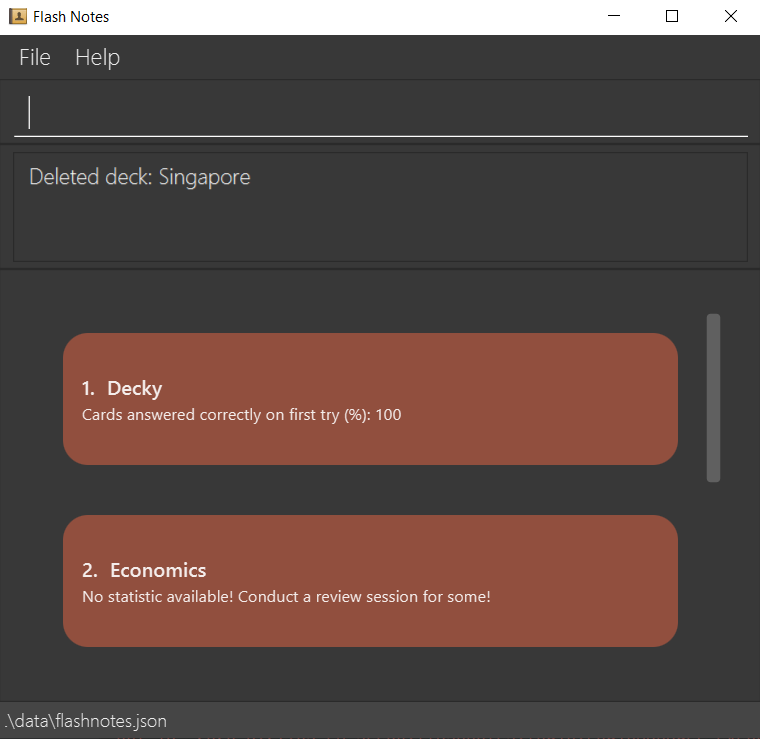 Flash Notes
File Help
Deleted deck: Singapore
1. Decky
Cards answered correctly on first try (%): 100
2. Economics
No statistic available! Conduct a review session for some!
.\data\flashnotes.json